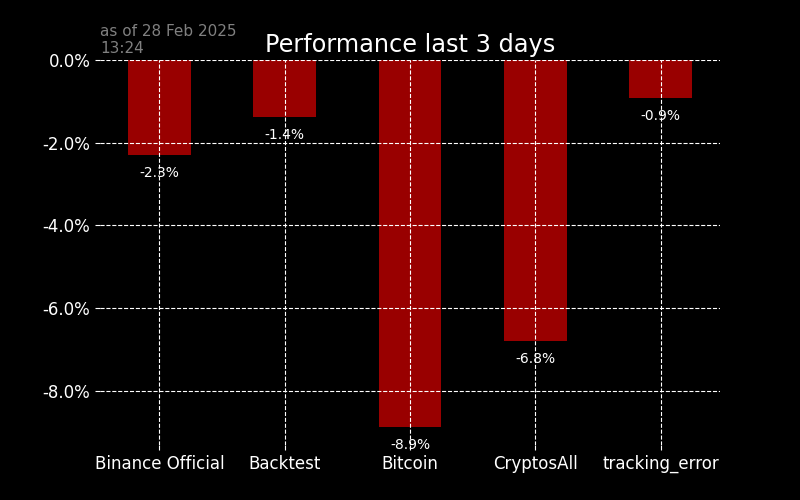 as of 28 Feb 2025
13:24
Performance last 3 days
0.0%
-2.0%
-4.0%
-6.0%
-8.0%
-2.3%
-1.4%
-8.9%
-6.8%
-0.9%
Binance Official
Backtest
Bitcoin
CryptosAll
tracking_error